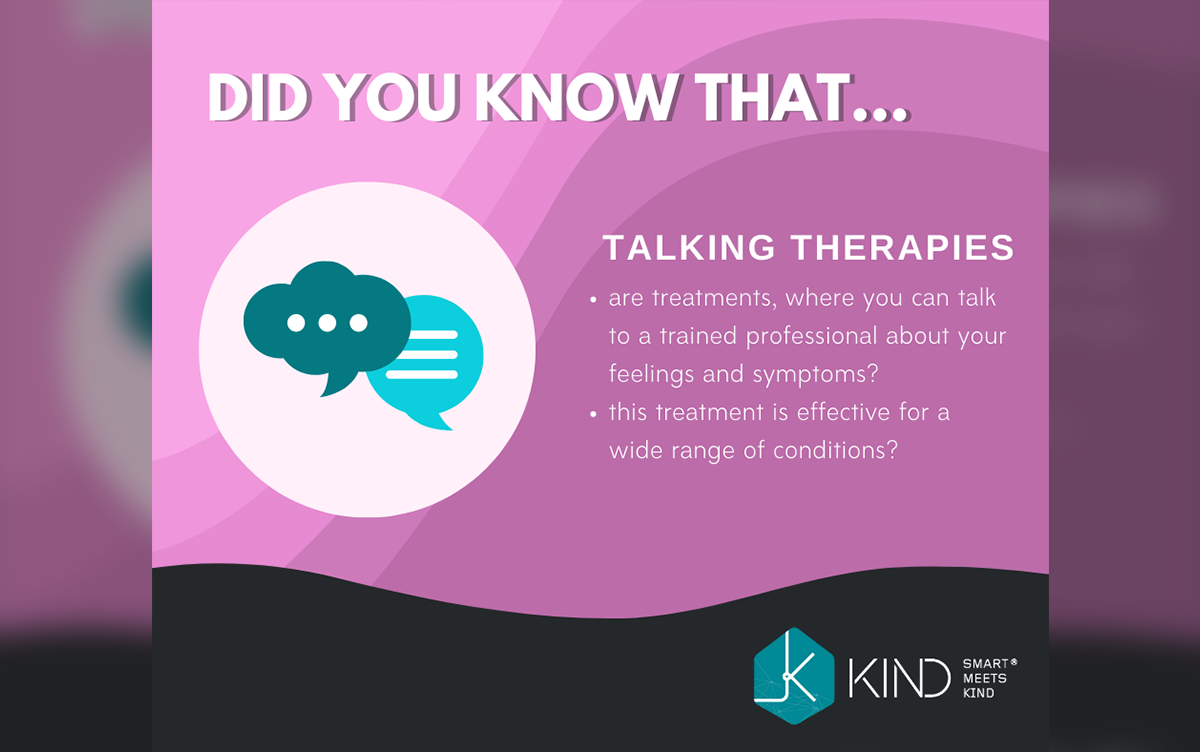 DID YOU KNOW THAT...
TALKING THERAPIES
• are treatments, where you can talk
to a trained professional about your
feelings and symptoms?
• this treatment is effective for a
wide range of conditions?
KIND
SMART®
MEETS
KIND